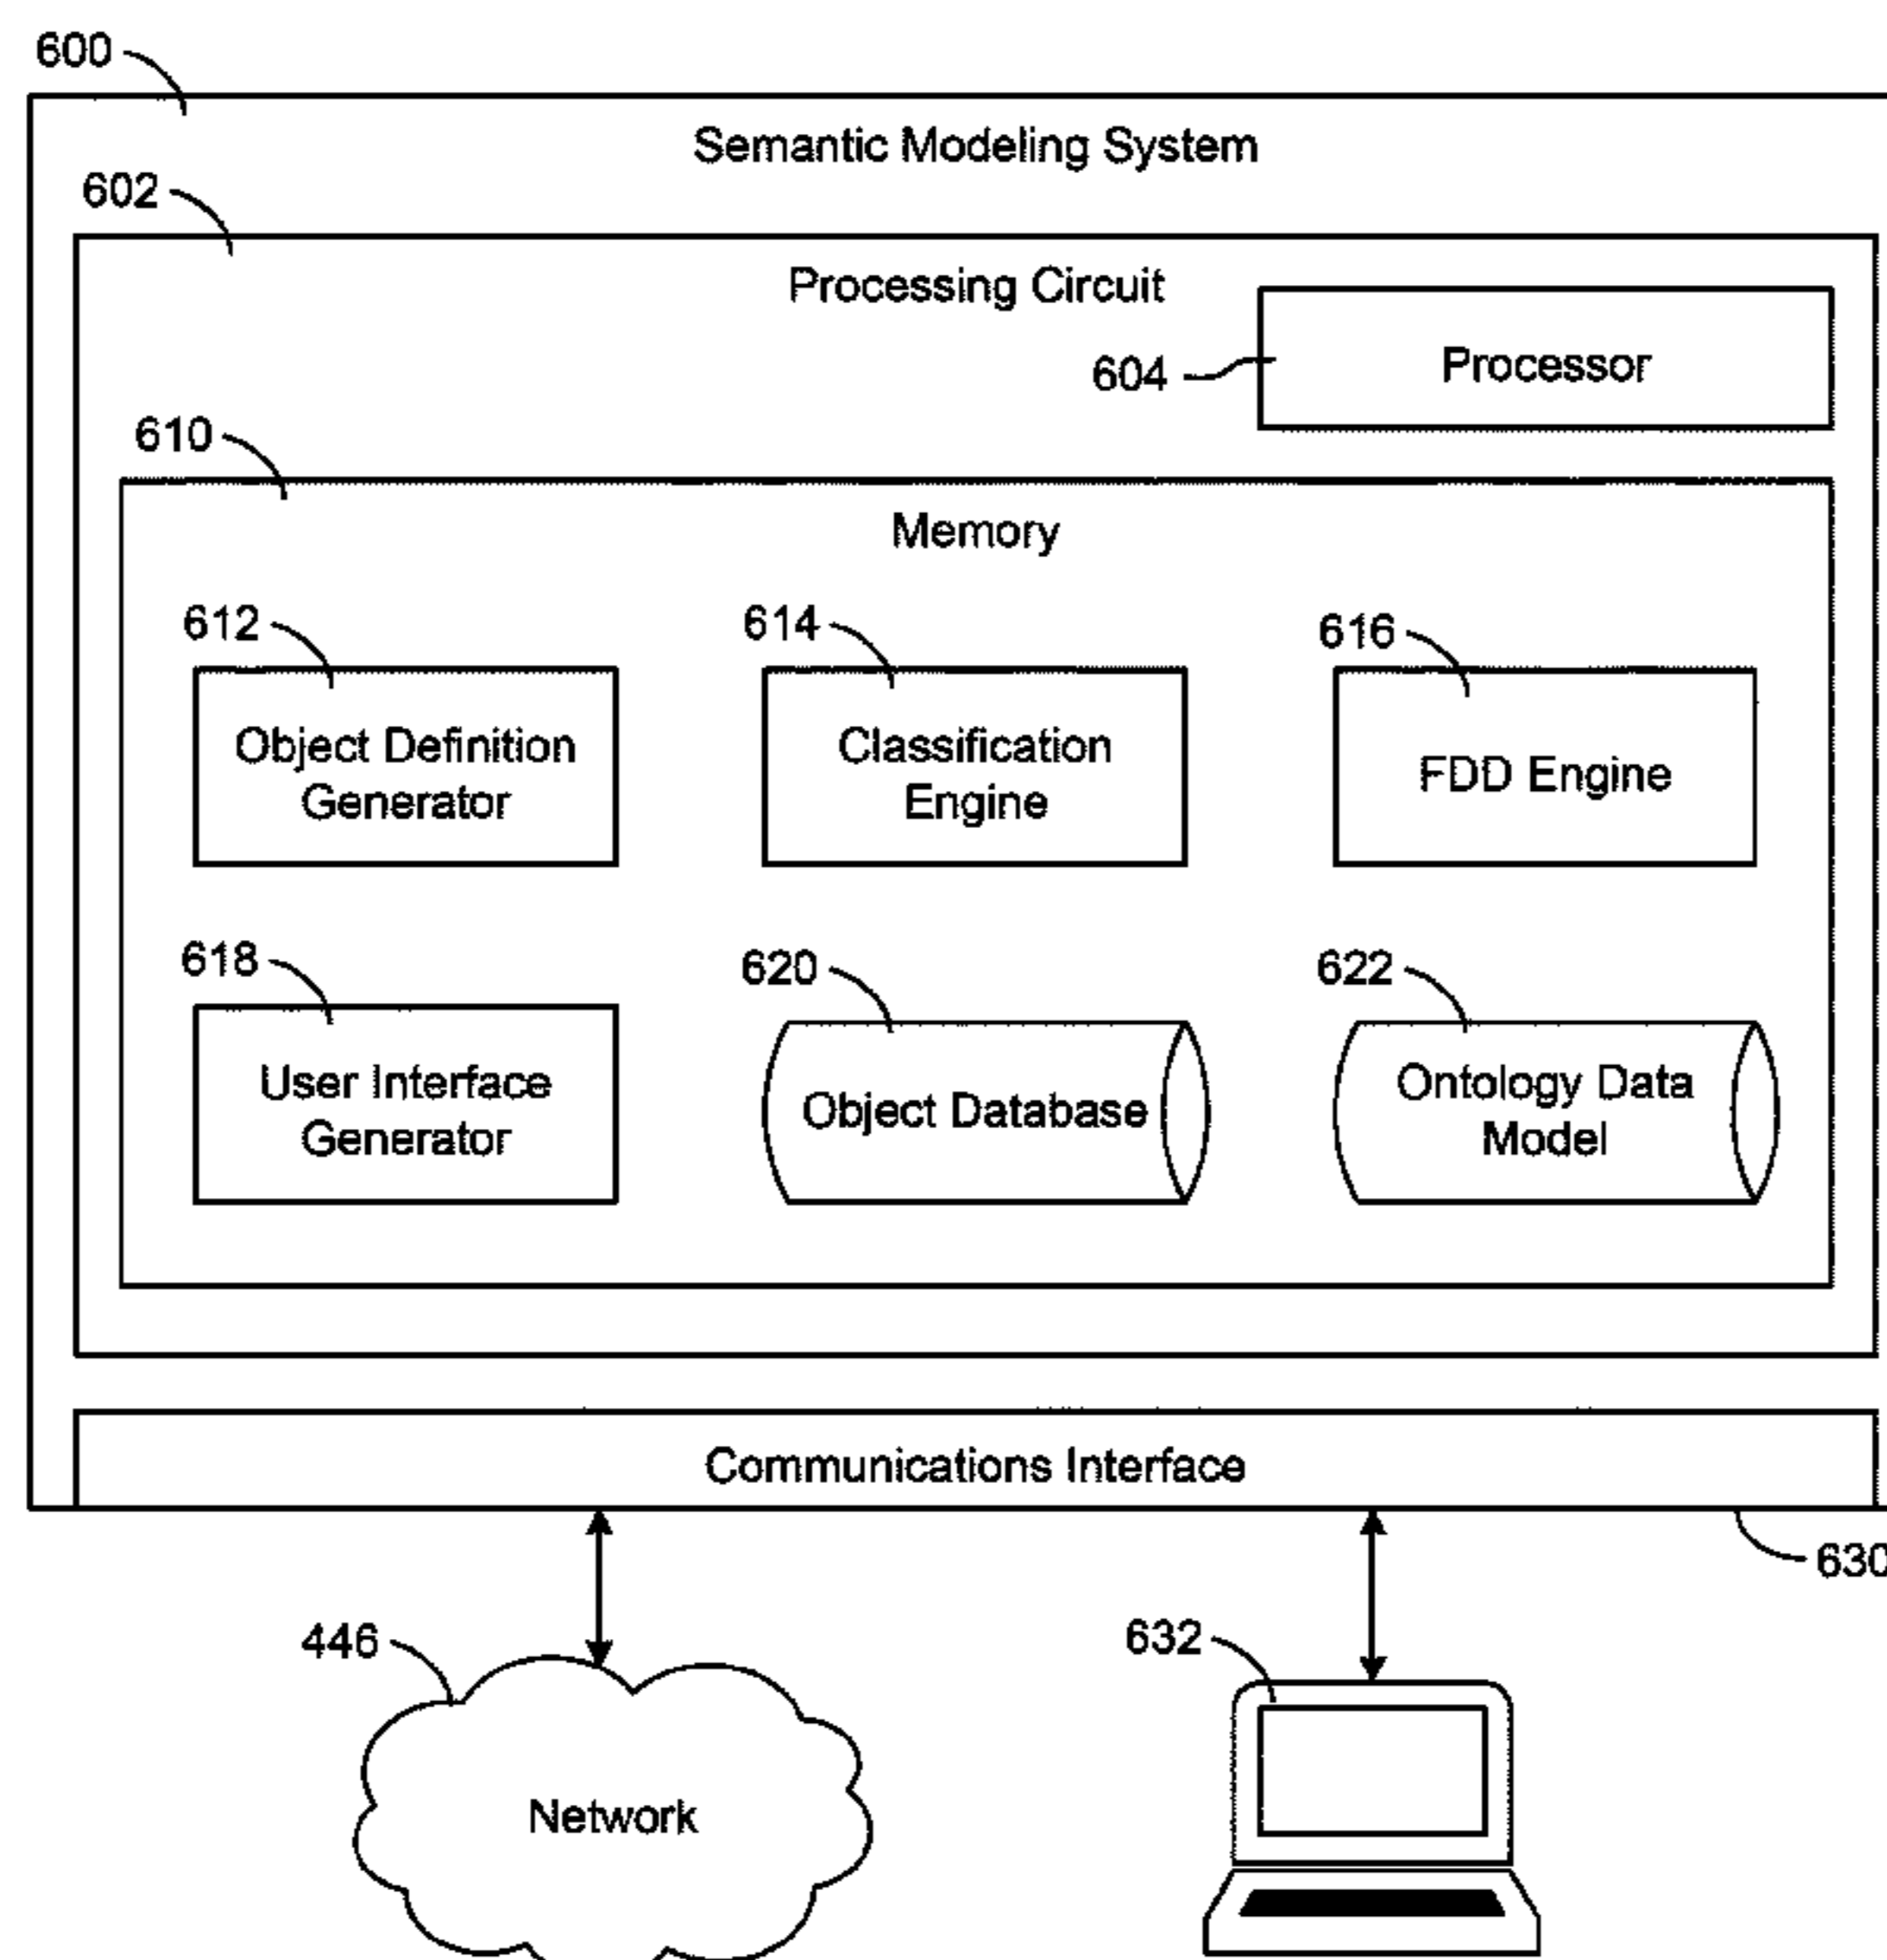 600
Semantic Modeling System
602
Processing Circuit
604
Processor
610
Memory
612
614
616
Object Definition
Generator
Classification
Engine
FDD Engine
618
620
622
User Interface
Generator
Object Database
Ontology Data
Model
Communications Interface
630
446
632
Network